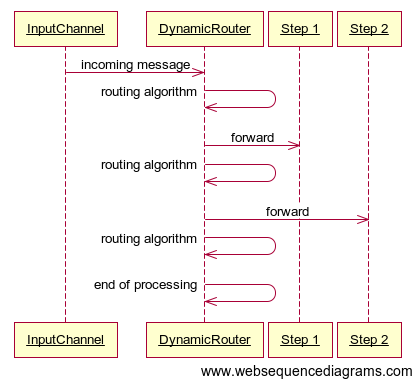 InputChannel
DynamicRouter
Step 1
Step 2
incoming message
routing algorithm
forward
routing algorithm
forward
routing algorithm
end of processing
InputChannel
DynamicRouter
Step 1
Step 2
www.websequencediagrams.com